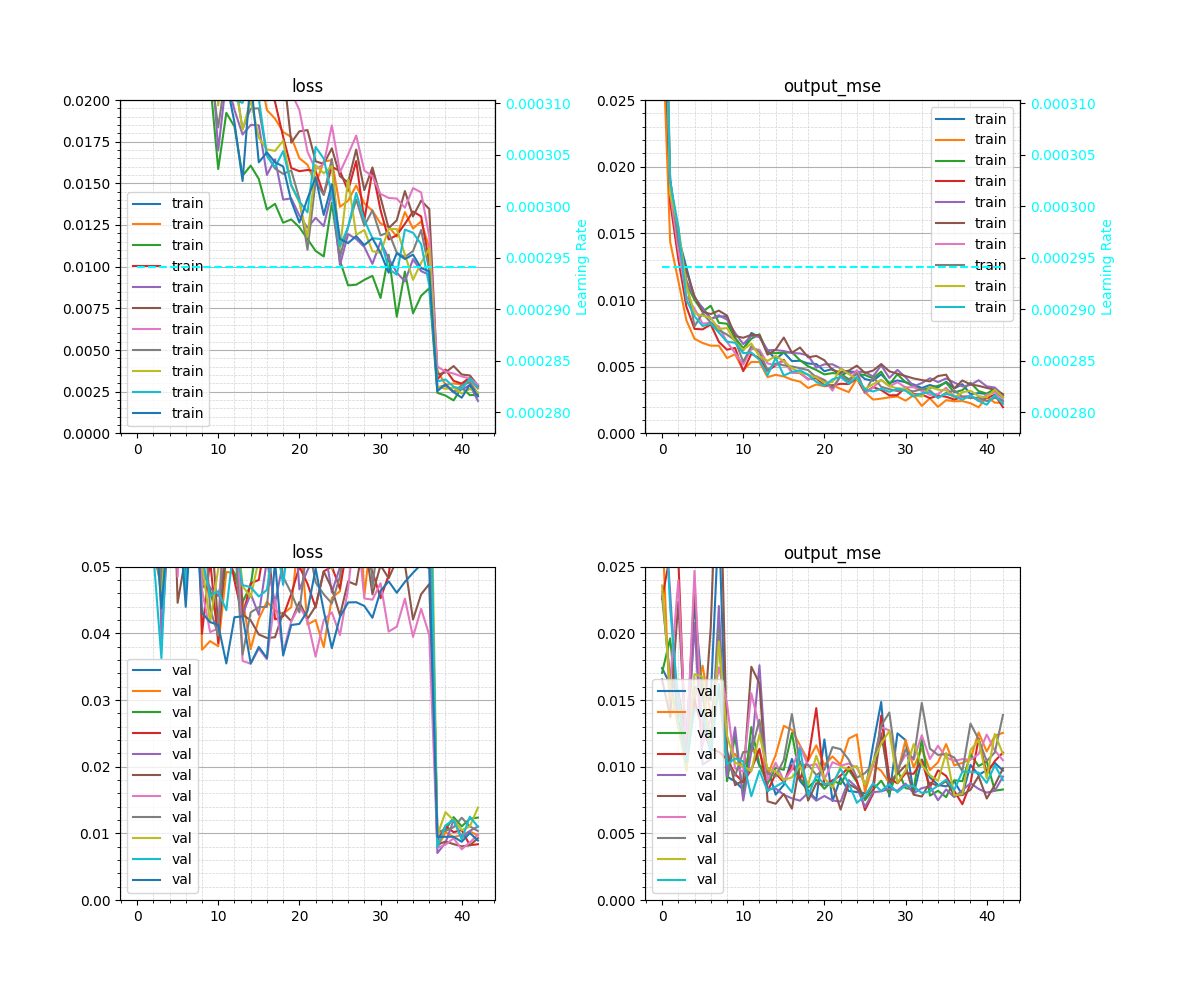 loss
0.0200
0.0175
0.0150
0.0125
0.0100
0.0075
0.0050
0.0025
0.0000
train
train
train
train
train
train
train
train
train
train
train
0 10 20 30 40
0.000310
0.000305
0.000300
0.000295
0.000290
0.000285
0.000280
Learning Rate
output_mse
0.025
0.020
0.015
0.010
0.005
0.000
train
train
train
train
train
train
train
train
train
train
0 10 20 30 40
0.000310
0.000305
0.000300
0.000295
0.000290
0.000285
0.000280
Learning Rate
loss
0.05
0.04
0.03
0.02
0.01
0.00
val
val
val
val
val
val
val
val
val
val
val
0 10 20 30 40
output_mse
0.025
0.020
0.015
0.010
0.005
0.000
val
val
val
val
val
val
val
val
val
val
0 10 20 30 40